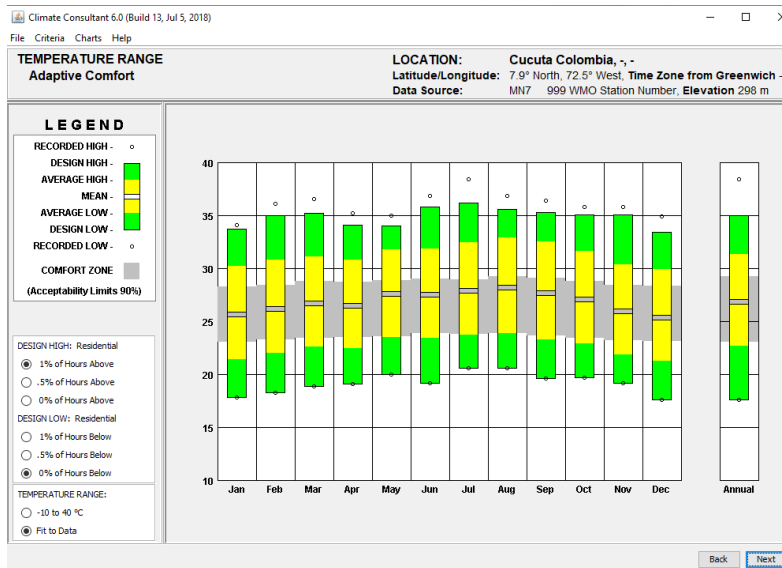 Climate Consultant 6.0 (Build 13, Jul 5, 2018)
File Criteria Charts Help
TEMPERATURE RANGE
Adaptive Comfort
LOCATION: Cucuta Colombia, -, -
Latitude/Longitude: 7.9° North, 72.5° West, Time Zone from Greenwich -
Data Source: MN7 999 WMO Station Number, Elevation 298 m
LEGEND
RECORDED HIGH -
DESIGN HIGH -
AVERAGE HIGH -
MEAN -
AVERAGE LOW -
DESIGN LOW -
RECORDED LOW -
COMFORT ZONE
(Acceptability Limits 90%)
DESIGN HIGH: Residential
1% of Hours Above
.5% of Hours Above
0% of Hours Above
DESIGN LOW: Residential
1% of Hours Below
.5% of Hours Below
0% of Hours Below
TEMPERATURE RANGE:
-10 to 40 °C
Fit to Data
40
35
30
25
20
15
10
Jan Feb Mar Apr May Jun Jul Aug Sep Oct Nov Dec Annual
Back Next